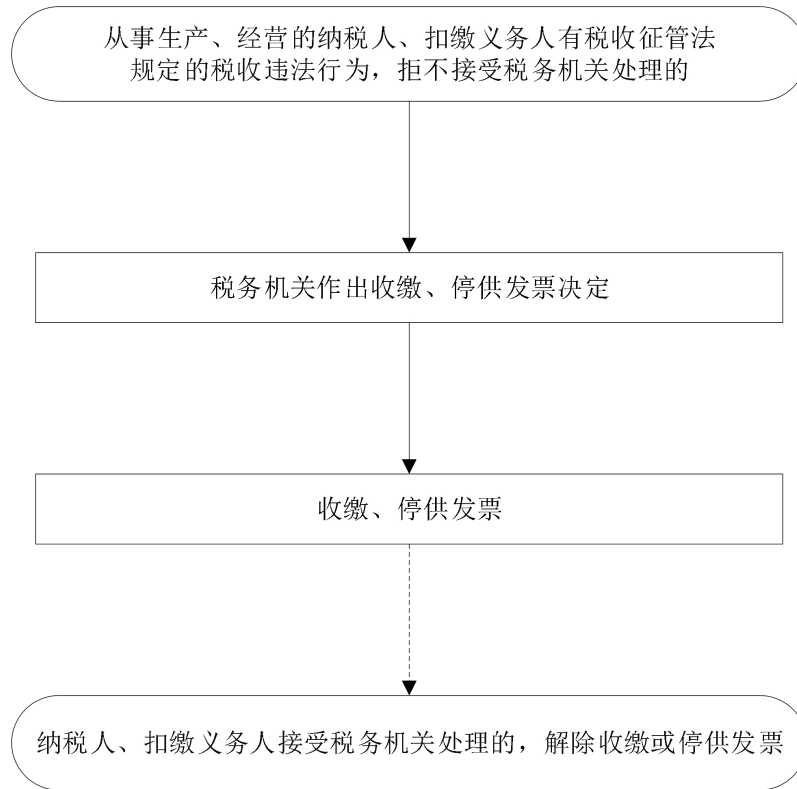 从事生产、经营的纳税人、扣缴义务人有税收征管法
规定的税收违法行为，拒不接受税务机关处理的
税务机关作出收缴、停供发票决定
收缴、停供发票
纳税人、扣缴义务人接受税务机关处理的，解除收缴或停供发票